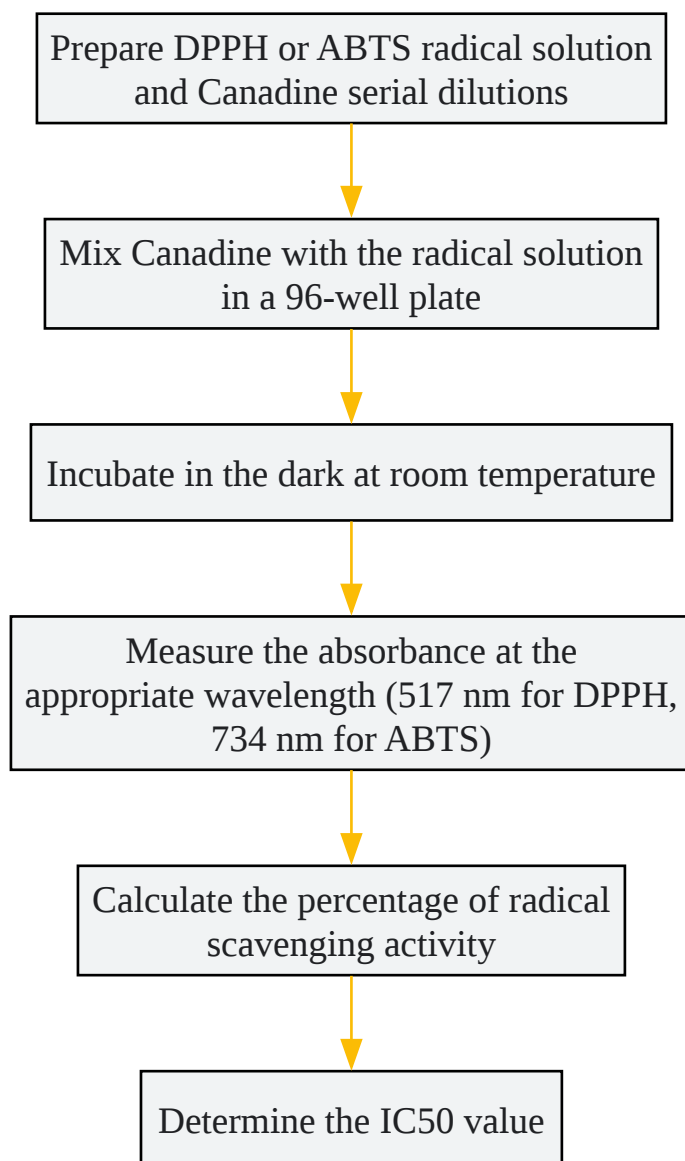 Prepare DPPH or ABTS radical solution
and Canadine serial dilutions
Mix Canadine with the radical solution
in a 96-well plate
Incubate in the dark at room temperature
Measure the absorbance at the
appropriate wavelength (517 nm for DPPH,
734 nm for ABTS)
Calculate the percentage of radical
scavenging activity
Determine the IC50 value